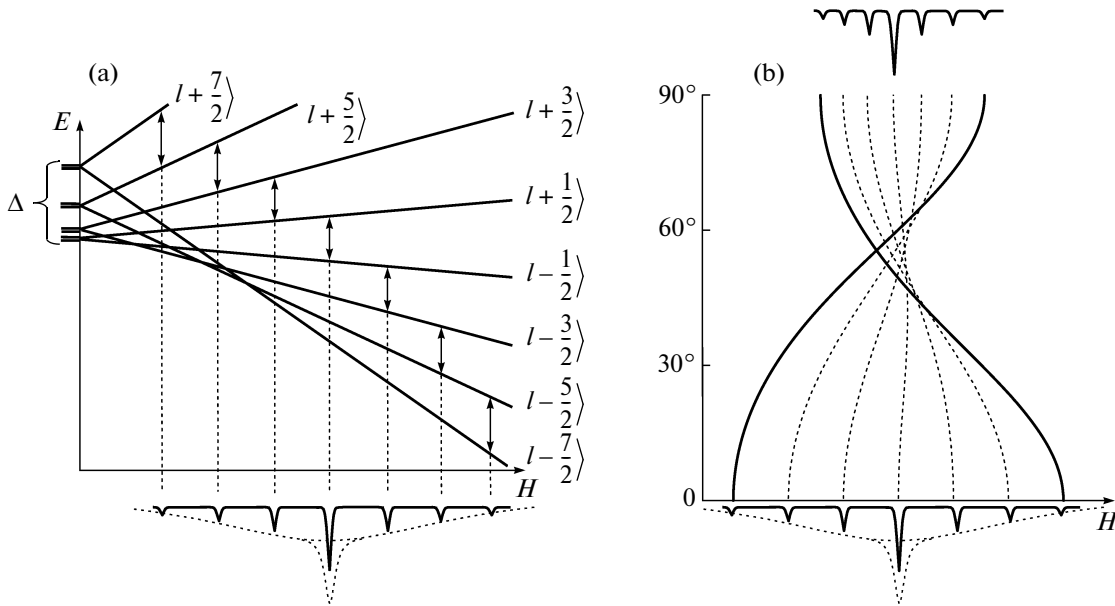 (a)
(b)
l + 7/2⟩
l + 5/2⟩
l + 3/2⟩
E
Δ
l + 1/2⟩
l − 1/2⟩
l − 3/2⟩
l − 5/2⟩
l − 7/2⟩
H
90°
60°
30°
0
H